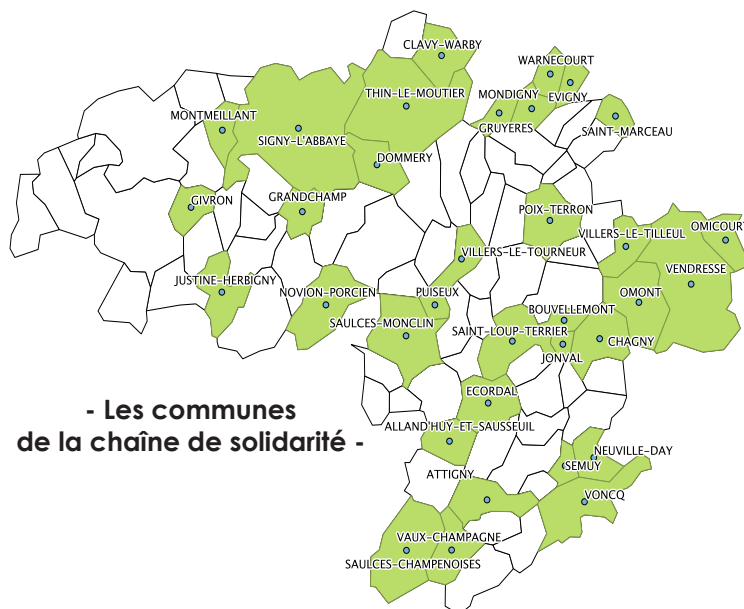 CLAVY-WARBY
WARNECOURT
THIN-LE-MOUTIER
MONDIGNY
EVIGNY
MONTMEILLANT
SIGNY-L'ABBAYE
GRUYERES
SAINT-MARCEAU
DOMMERY
GIVRON
GRANDCHAMP
POIX-TERRON
VILLERS-LE-TILLEUL
OMICOURT
VILLERS-LE-TOURNEUR
VENDRESSE
JUSTINE-HERBIGNY
NOVION-PORCIEN
PUISEUX
OMONT
BOUVELLEMONT
SAULCES-MONCLIN
SAINT-LOUP-TERRIER
CHAGNY
JONVAL
ECORDAL
- Les communes
de la chaîne de solidarité -
ALLAND'HUY-ET-SAUSSEUIL
NEUVILLE-DAY
SEMUY
ATTIGNY
VONCQ
VAUX-CHAMPAGNE
SAULCES-CHAMPENOISES